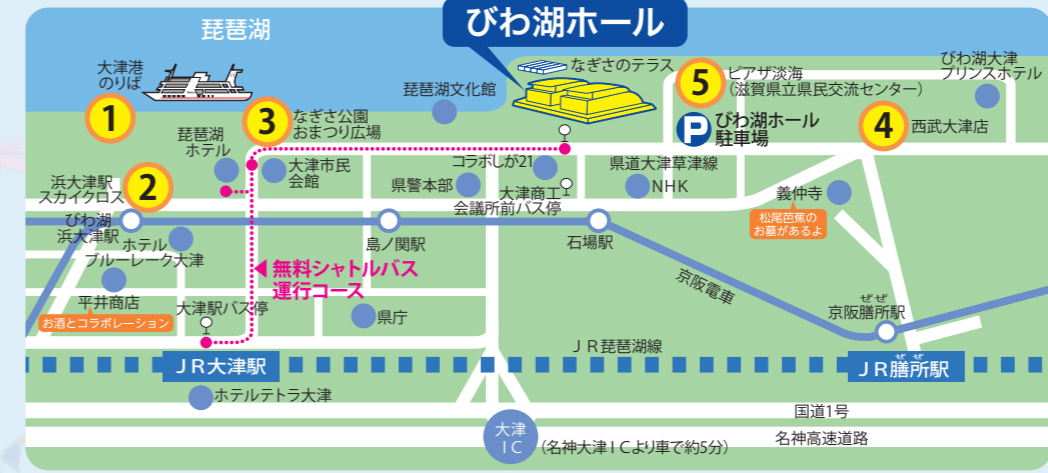 琵琶湖
びわ湖ホール
大津港
のりば
1
琵琶湖文化館
なぎさのテラス
5
ピアザ淡海
（滋賀県立県民交流センター）
びわ湖大津
プリンスホテル
P
びわ湖ホール
駐車場
4
西武大津店
3
なぎさ公園
おまつり広場
琵琶湖
ホテル
大津市民
会館
コラボしが21
県警本部
大津商工
会議所前バス停
県道大津草津線
NHK
義仲寺
松尾芭蕉の
お墓があるよ
浜大津駅
スカイクロス
2
びわ湖
浜大津駅
ホテル
ブルーレーク大津
島ノ関駅
石場駅
京阪電車
ぜぜ
京阪膳所駅
無料シャトルバス
運行コース
平井商店
お酒とコラボレーション
大津駅バス停
県庁
JR琵琶湖線
JR大津駅
ぜぜ
JR膳所駅
ホテルテトラ大津
国道1号
大津
IC
（名神大津ICより車で約5分）
名神高速道路